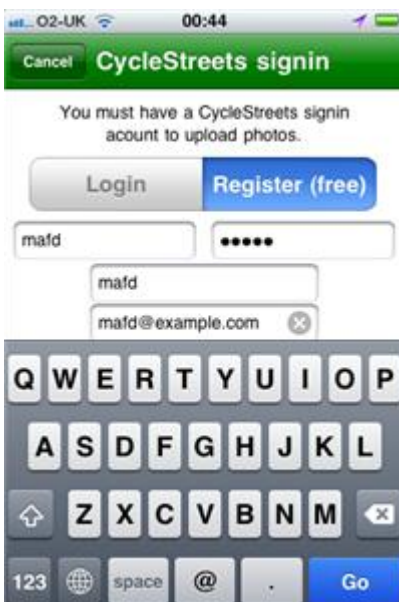 O2-UK 00:44
Cancel CycleStreets signin
You must have a CycleStreets signin
acount to upload photos.
Login Register (free)
mafd •••••
mafd
mafd@example.com
Q W E R T Y U I O P
A S D F G H J K L
Z X C V B N M
123 space @ . Go